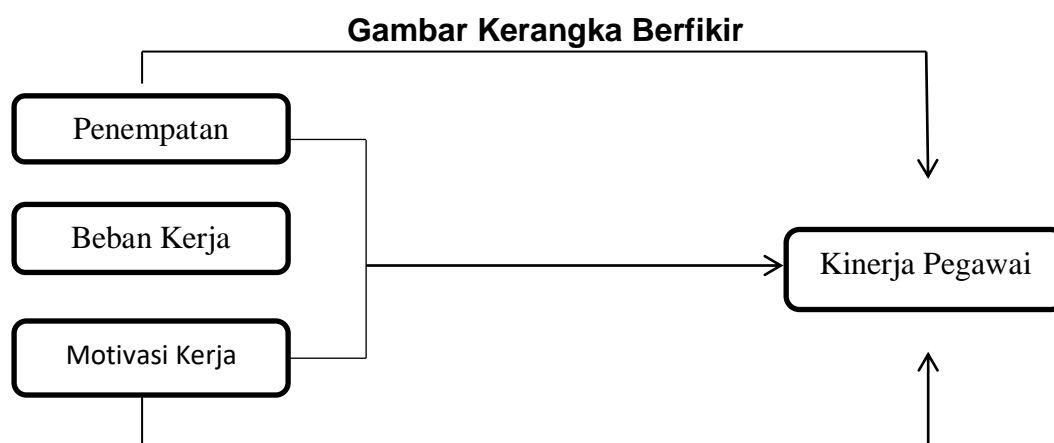 Gambar Kerangka Berfikir
Penempatan
Beban Kerja
Kinerja Pegawai
Motivasi Kerja